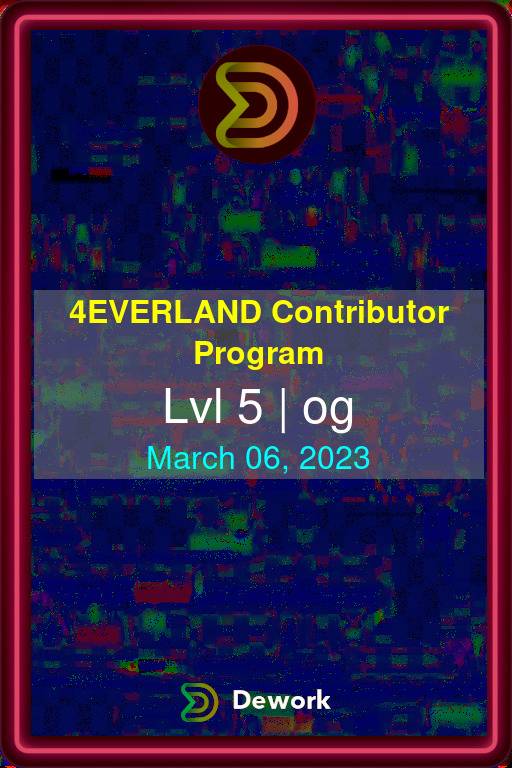 4EVERLAND Contributor
Program
Lvl 5 | og
March 06, 2023
Dework